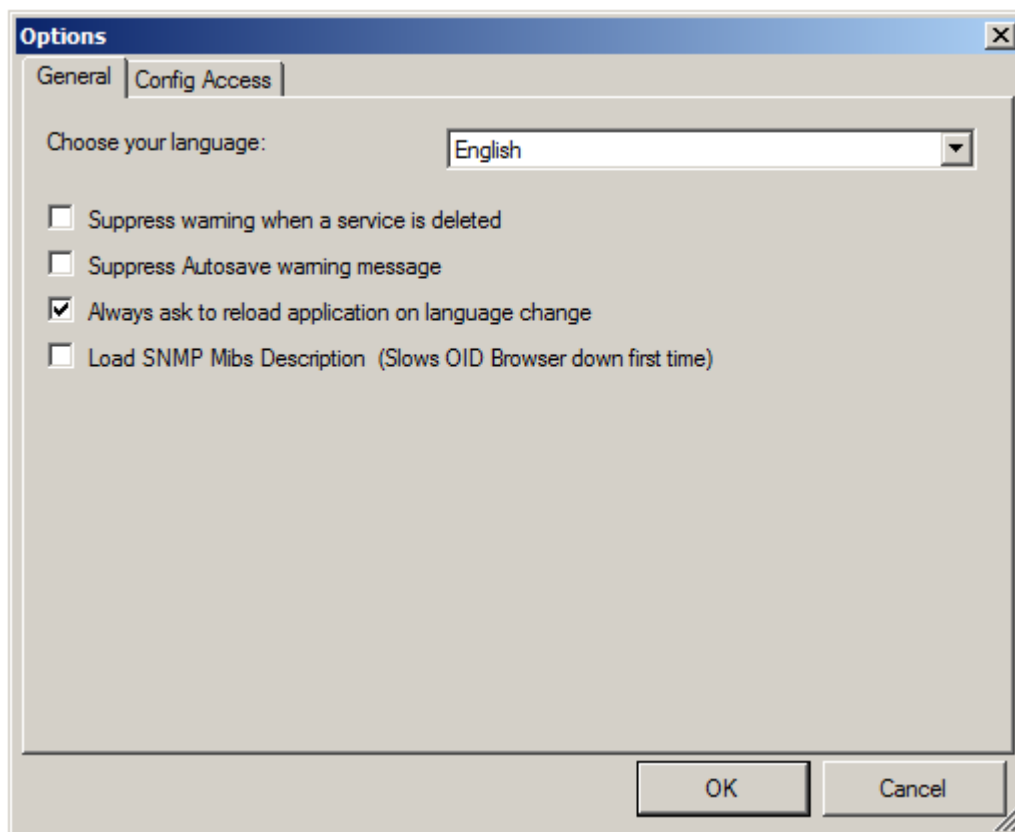 Options
General
Config Access
Choose your language:
English
Suppress warning when a service is deleted
Suppress Autosave warning message
Always ask to reload application on language change
Load SNMP Mibs Description  (Slows OID Browser down first time)
OK
Cancel